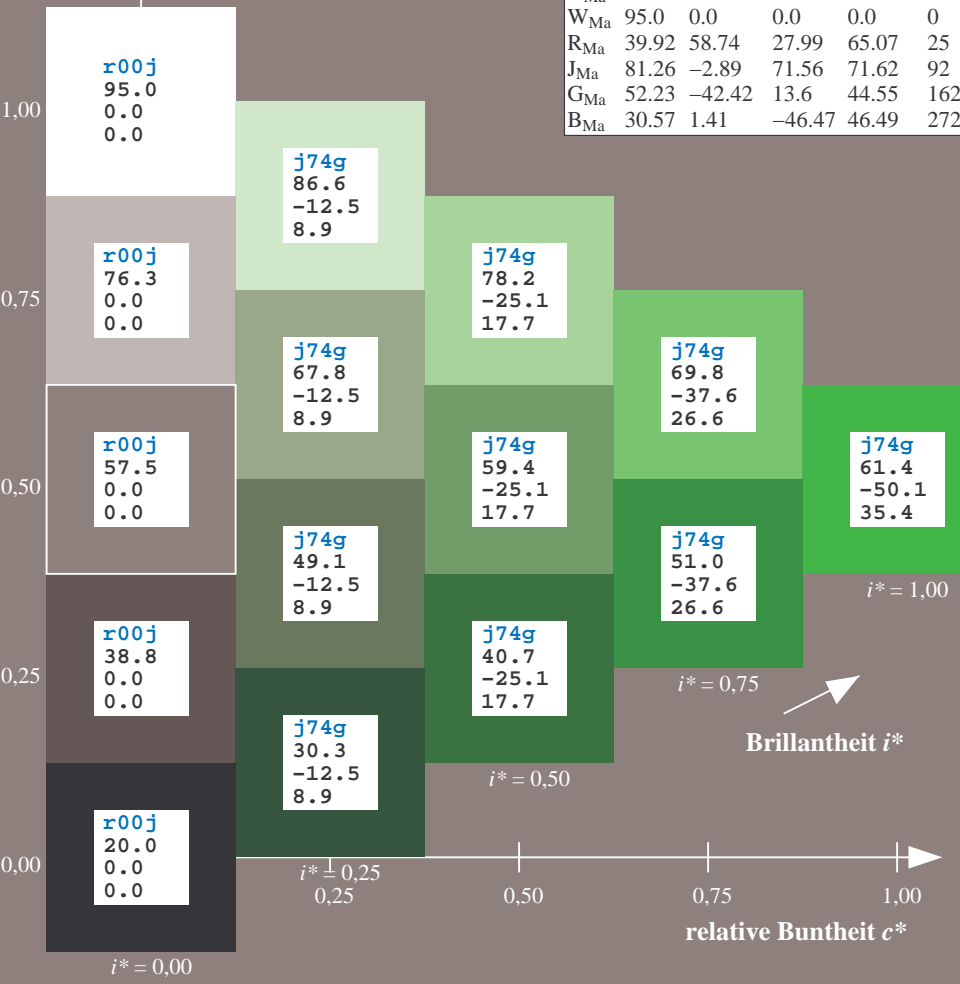 W_Ma 95.0 0.0 0.0 0.0 0
R_Ma 39.92 58.74 27.99 65.07 25
J_Ma 81.26 –2.89 71.56 71.62 92
G_Ma 52.23 –42.42 13.6 44.55 162
B_Ma 30.57 1.41 –46.47 46.49 272
1,00
0,75
0,50
0,25
0,00
r00j
95.0
0.0
0.0
r00j
76.3
0.0
0.0
r00j
57.5
0.0
0.0
r00j
38.8
0.0
0.0
r00j
20.0
0.0
0.0
i* = 0,00
j74g
86.6
–12.5
8.9
j74g
67.8
–12.5
8.9
j74g
49.1
–12.5
8.9
j74g
30.3
–12.5
8.9
i* = 0,25
j74g
78.2
–25.1
17.7
j74g
59.4
–25.1
17.7
j74g
40.7
–25.1
17.7
i* = 0,50
j74g
69.8
–37.6
26.6
j74g
51.0
–37.6
26.6
i* = 0,75
j74g
61.4
–50.1
35.4
i* = 1,00
Brillantheit i*
0,25 0,50 0,75 1,00
relative Buntheit c*